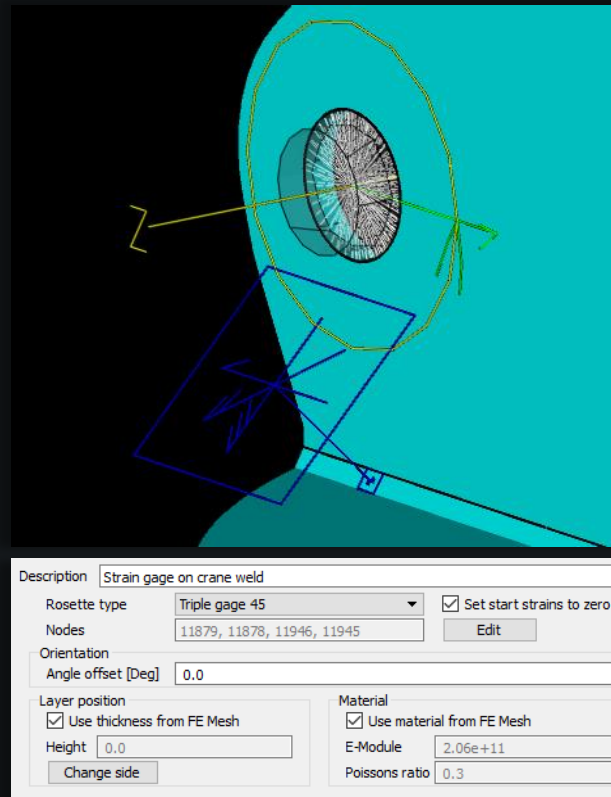 Z
Description Strain gage on crane weld
Rosette type Triple gage 45 Set start strains to zero
Nodes 11879, 11878, 11946, 11945 Edit
Orientation
Angle offset [Deg] 0.0
Layer position Material
Use thickness from FE Mesh Use material from FE Mesh
Height 0.0 E-Module 2.06e+11
Change side Poissons ratio 0.3